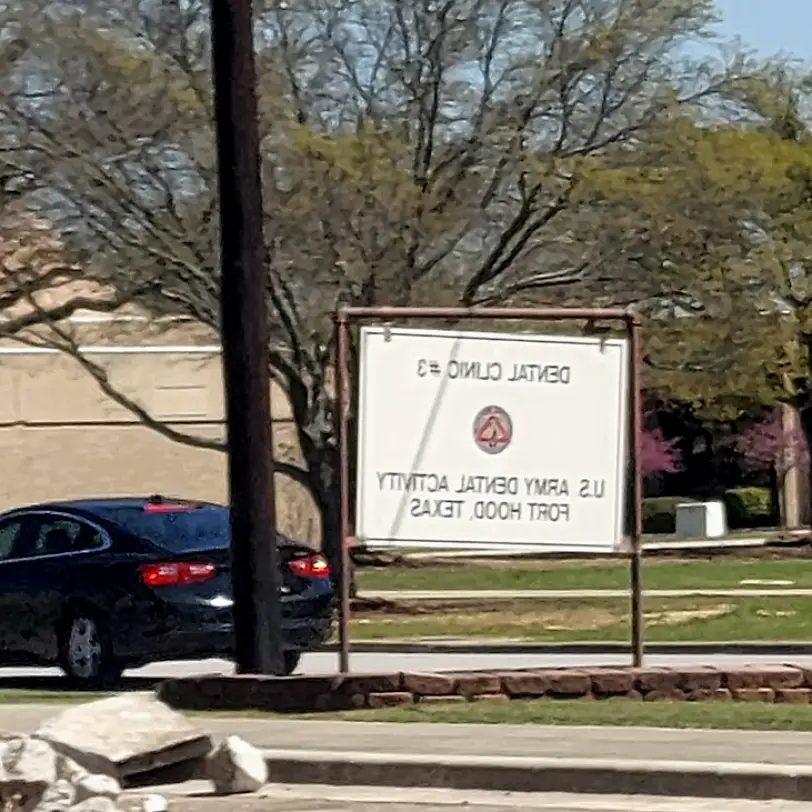 DENTAL CLINIC #3
U.S. ARMY DENTAL ACTIVITY
FORT HOOD, TEXAS